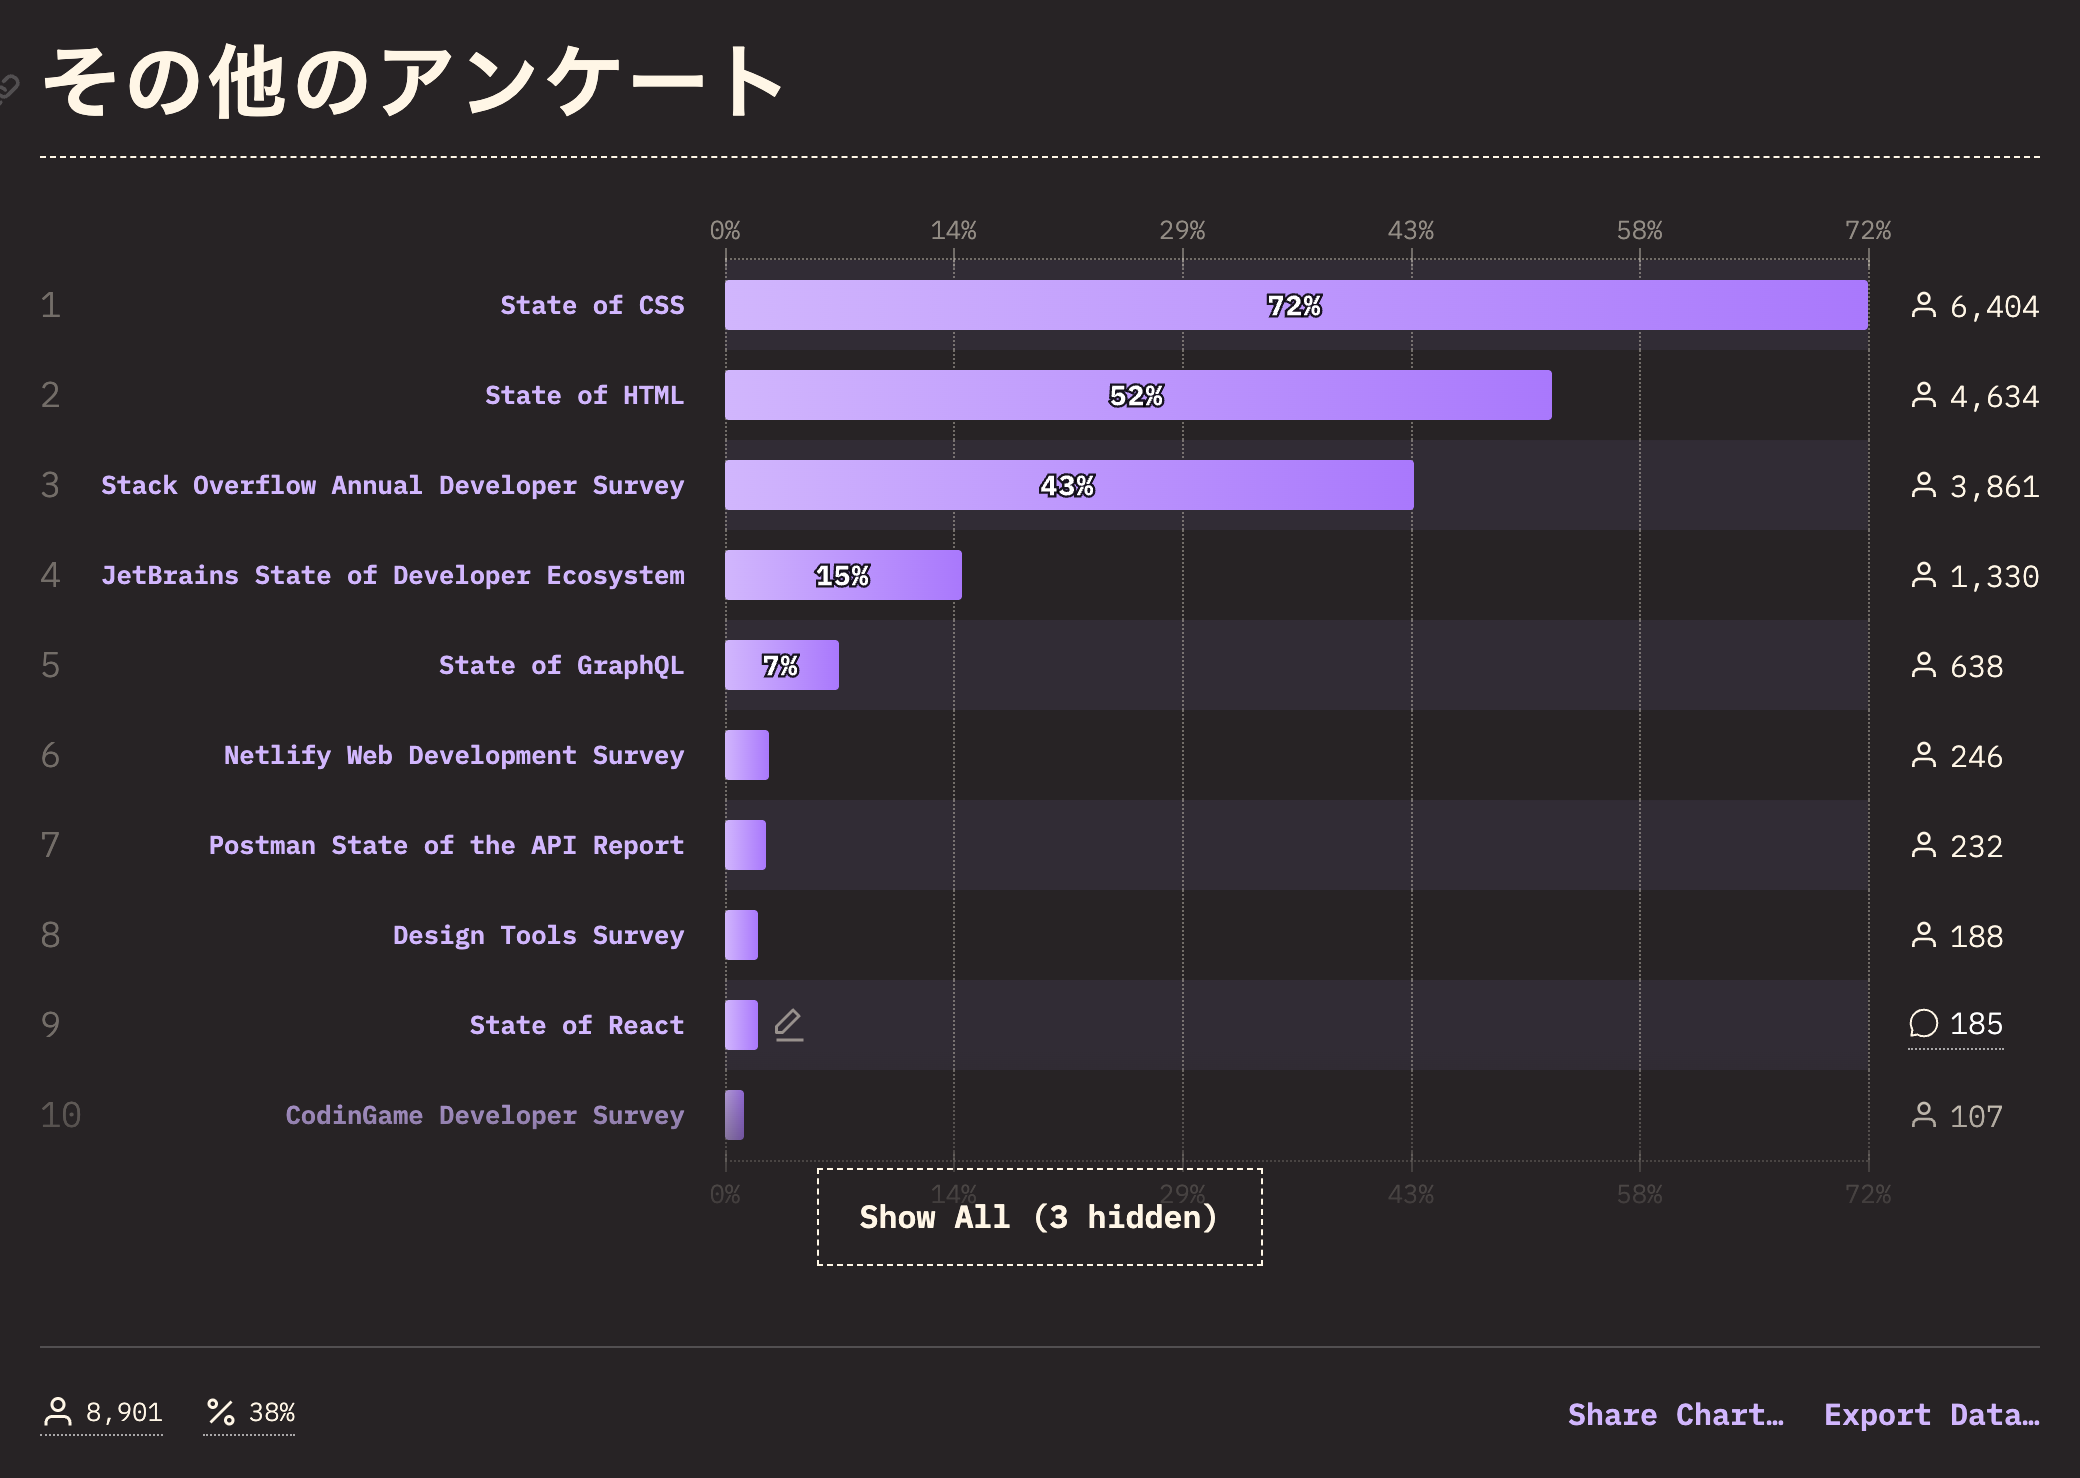 その他のアンケート
0% 14% 29% 43% 58% 72%
1 State of CSS 72% 6,404
2 State of HTML 52% 4,634
3 Stack Overflow Annual Developer Survey 43% 3,861
4 JetBrains State of Developer Ecosystem 15% 1,330
5 State of GraphQL 7% 638
6 Netlify Web Development Survey 246
7 Postman State of the API Report 232
8 Design Tools Survey 188
9 State of React 185
10 CodinGame Developer Survey 107
0% 14% 29% 43% 58% 72%
Show All (3 hidden)
8,901 38% Share Chart… Export Data…